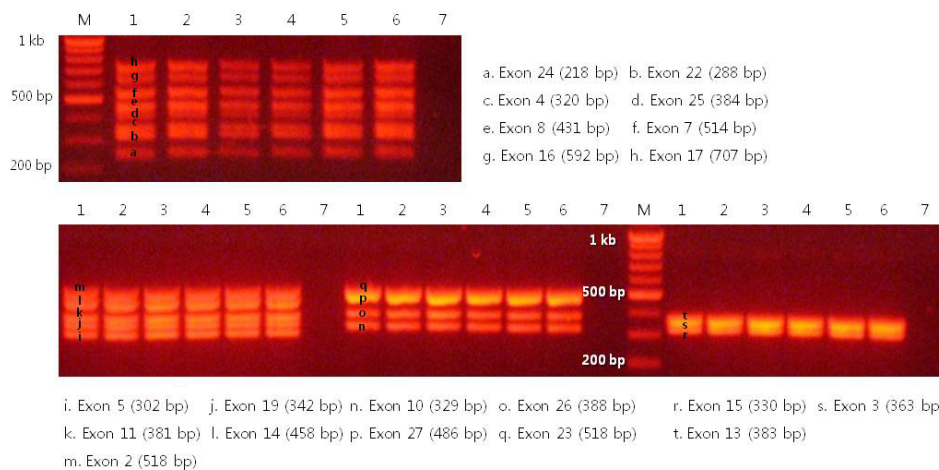 M 1 2 3 4 5 6 7
1 kb
500 bp
200 bp
h
g
f
e
d
c
b
a
a. Exon 24 (218 bp) b. Exon 22 (288 bp)
c. Exon 4 (320 bp) d. Exon 25 (384 bp)
e. Exon 8 (431 bp) f. Exon 7 (514 bp)
g. Exon 16 (592 bp) h. Exon 17 (707 bp)
1 2 3 4 5 6 7 1 2 3 4 5 6 7 M 1 2 3 4 5 6 7
m
l
k
j
i
q
p
o
n
1 kb
500 bp
200 bp
t
s
r
i. Exon 5 (302 bp) j. Exon 19 (342 bp) n. Exon 10 (329 bp) o. Exon 26 (388 bp) r. Exon 15 (330 bp) s. Exon 3 (363 bp)
k. Exon 11 (381 bp) l. Exon 14 (458 bp) p. Exon 27 (486 bp) q. Exon 23 (518 bp) t. Exon 13 (383 bp)
m. Exon 2 (518 bp)